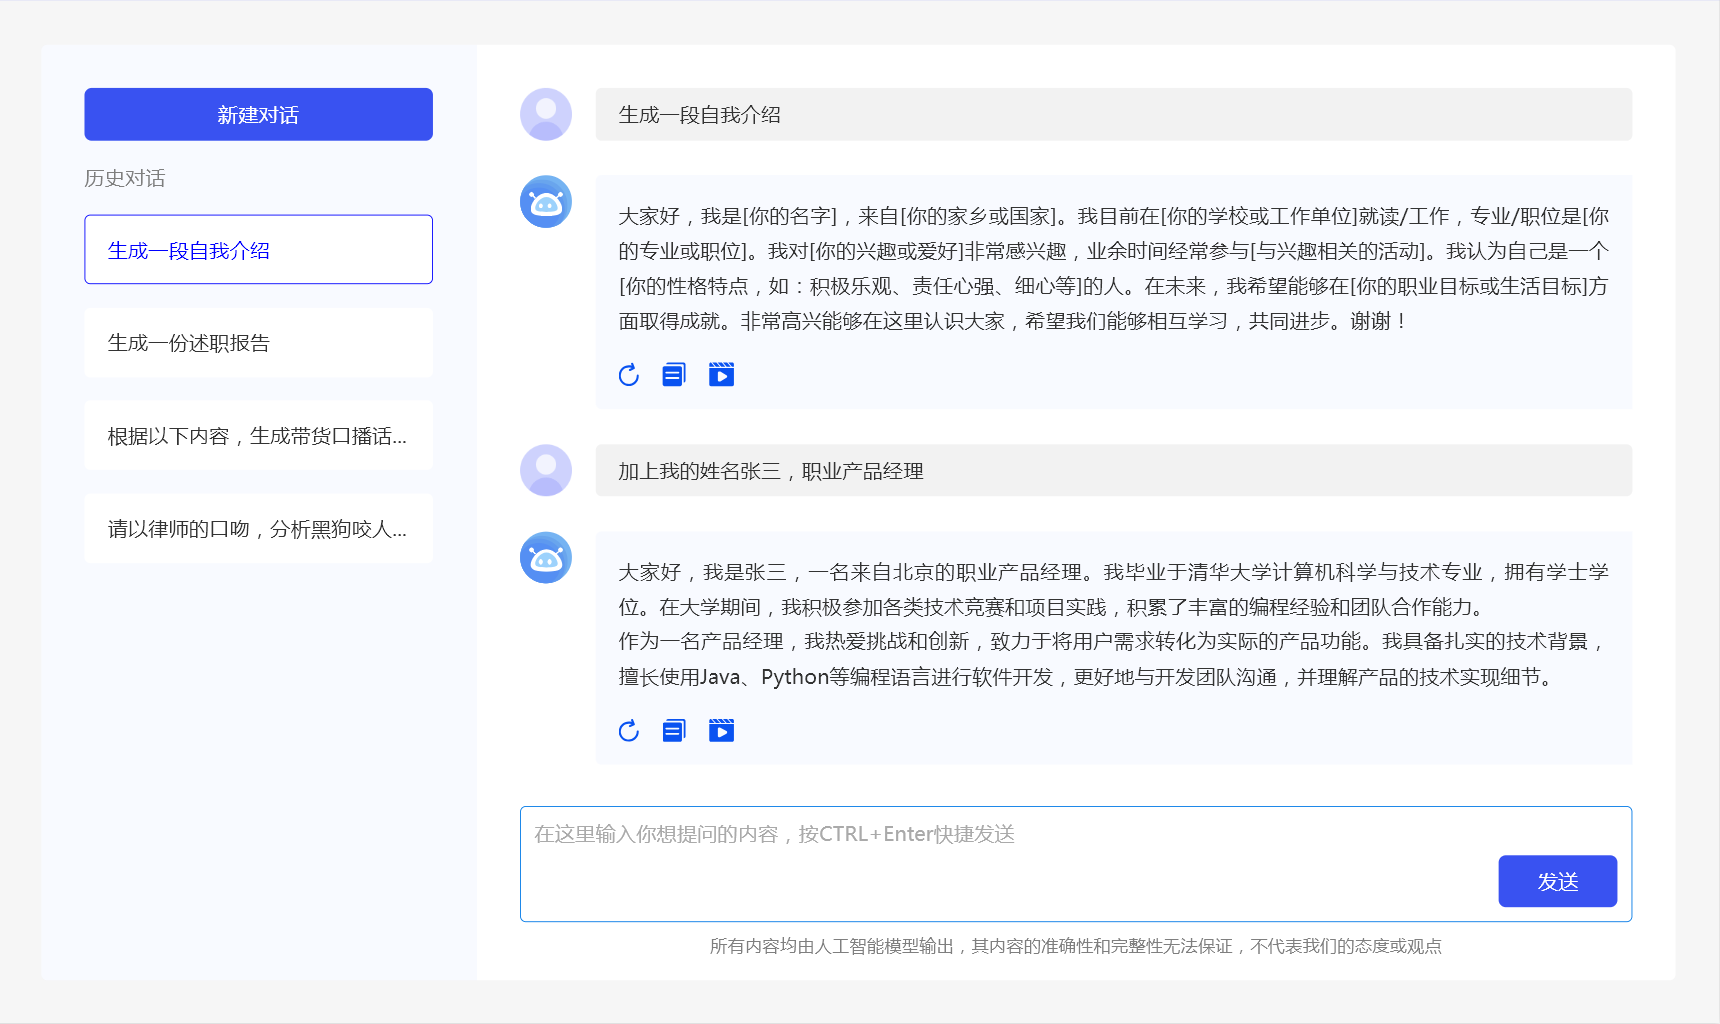 新建对话
历史对话
生成一段自我介绍
生成一份述职报告
根据以下内容，生成带货口播话...
请以律师的口吻，分析黑狗咬人...
生成一段自我介绍
大家好，我是[你的名字]，来自[你的家乡或国家]。我目前在[你的学校或工作单位]就读/工作，专业/职位是[你
的专业或职位]。我对[你的兴趣或爱好]非常感兴趣，业余时间经常参与[与兴趣相关的活动]。我认为自己是一个
[你的性格特点，如：积极乐观、责任心强、细心等]的人。在未来，我希望能够在[你的职业目标或生活目标]方
面取得成就。非常高兴能够在这里认识大家，希望我们能够相互学习，共同进步。谢谢！
加上我的姓名张三，职业产品经理
大家好，我是张三，一名来自北京的职业产品经理。我毕业于清华大学计算机科学与技术专业，拥有学士学
位。在大学期间，我积极参加各类技术竞赛和项目实践，积累了丰富的编程经验和团队合作能力。
作为一名产品经理，我热爱挑战和创新，致力于将用户需求转化为实际的产品功能。我具备扎实的技术背景，
擅长使用Java、Python等编程语言进行软件开发，更好地与开发团队沟通，并理解产品的技术实现细节。
在这里输入你想提问的内容，按CTRL+Enter快捷发送
发送
所有内容均由人工智能模型输出，其内容的准确性和完整性无法保证，不代表我们的态度或观点